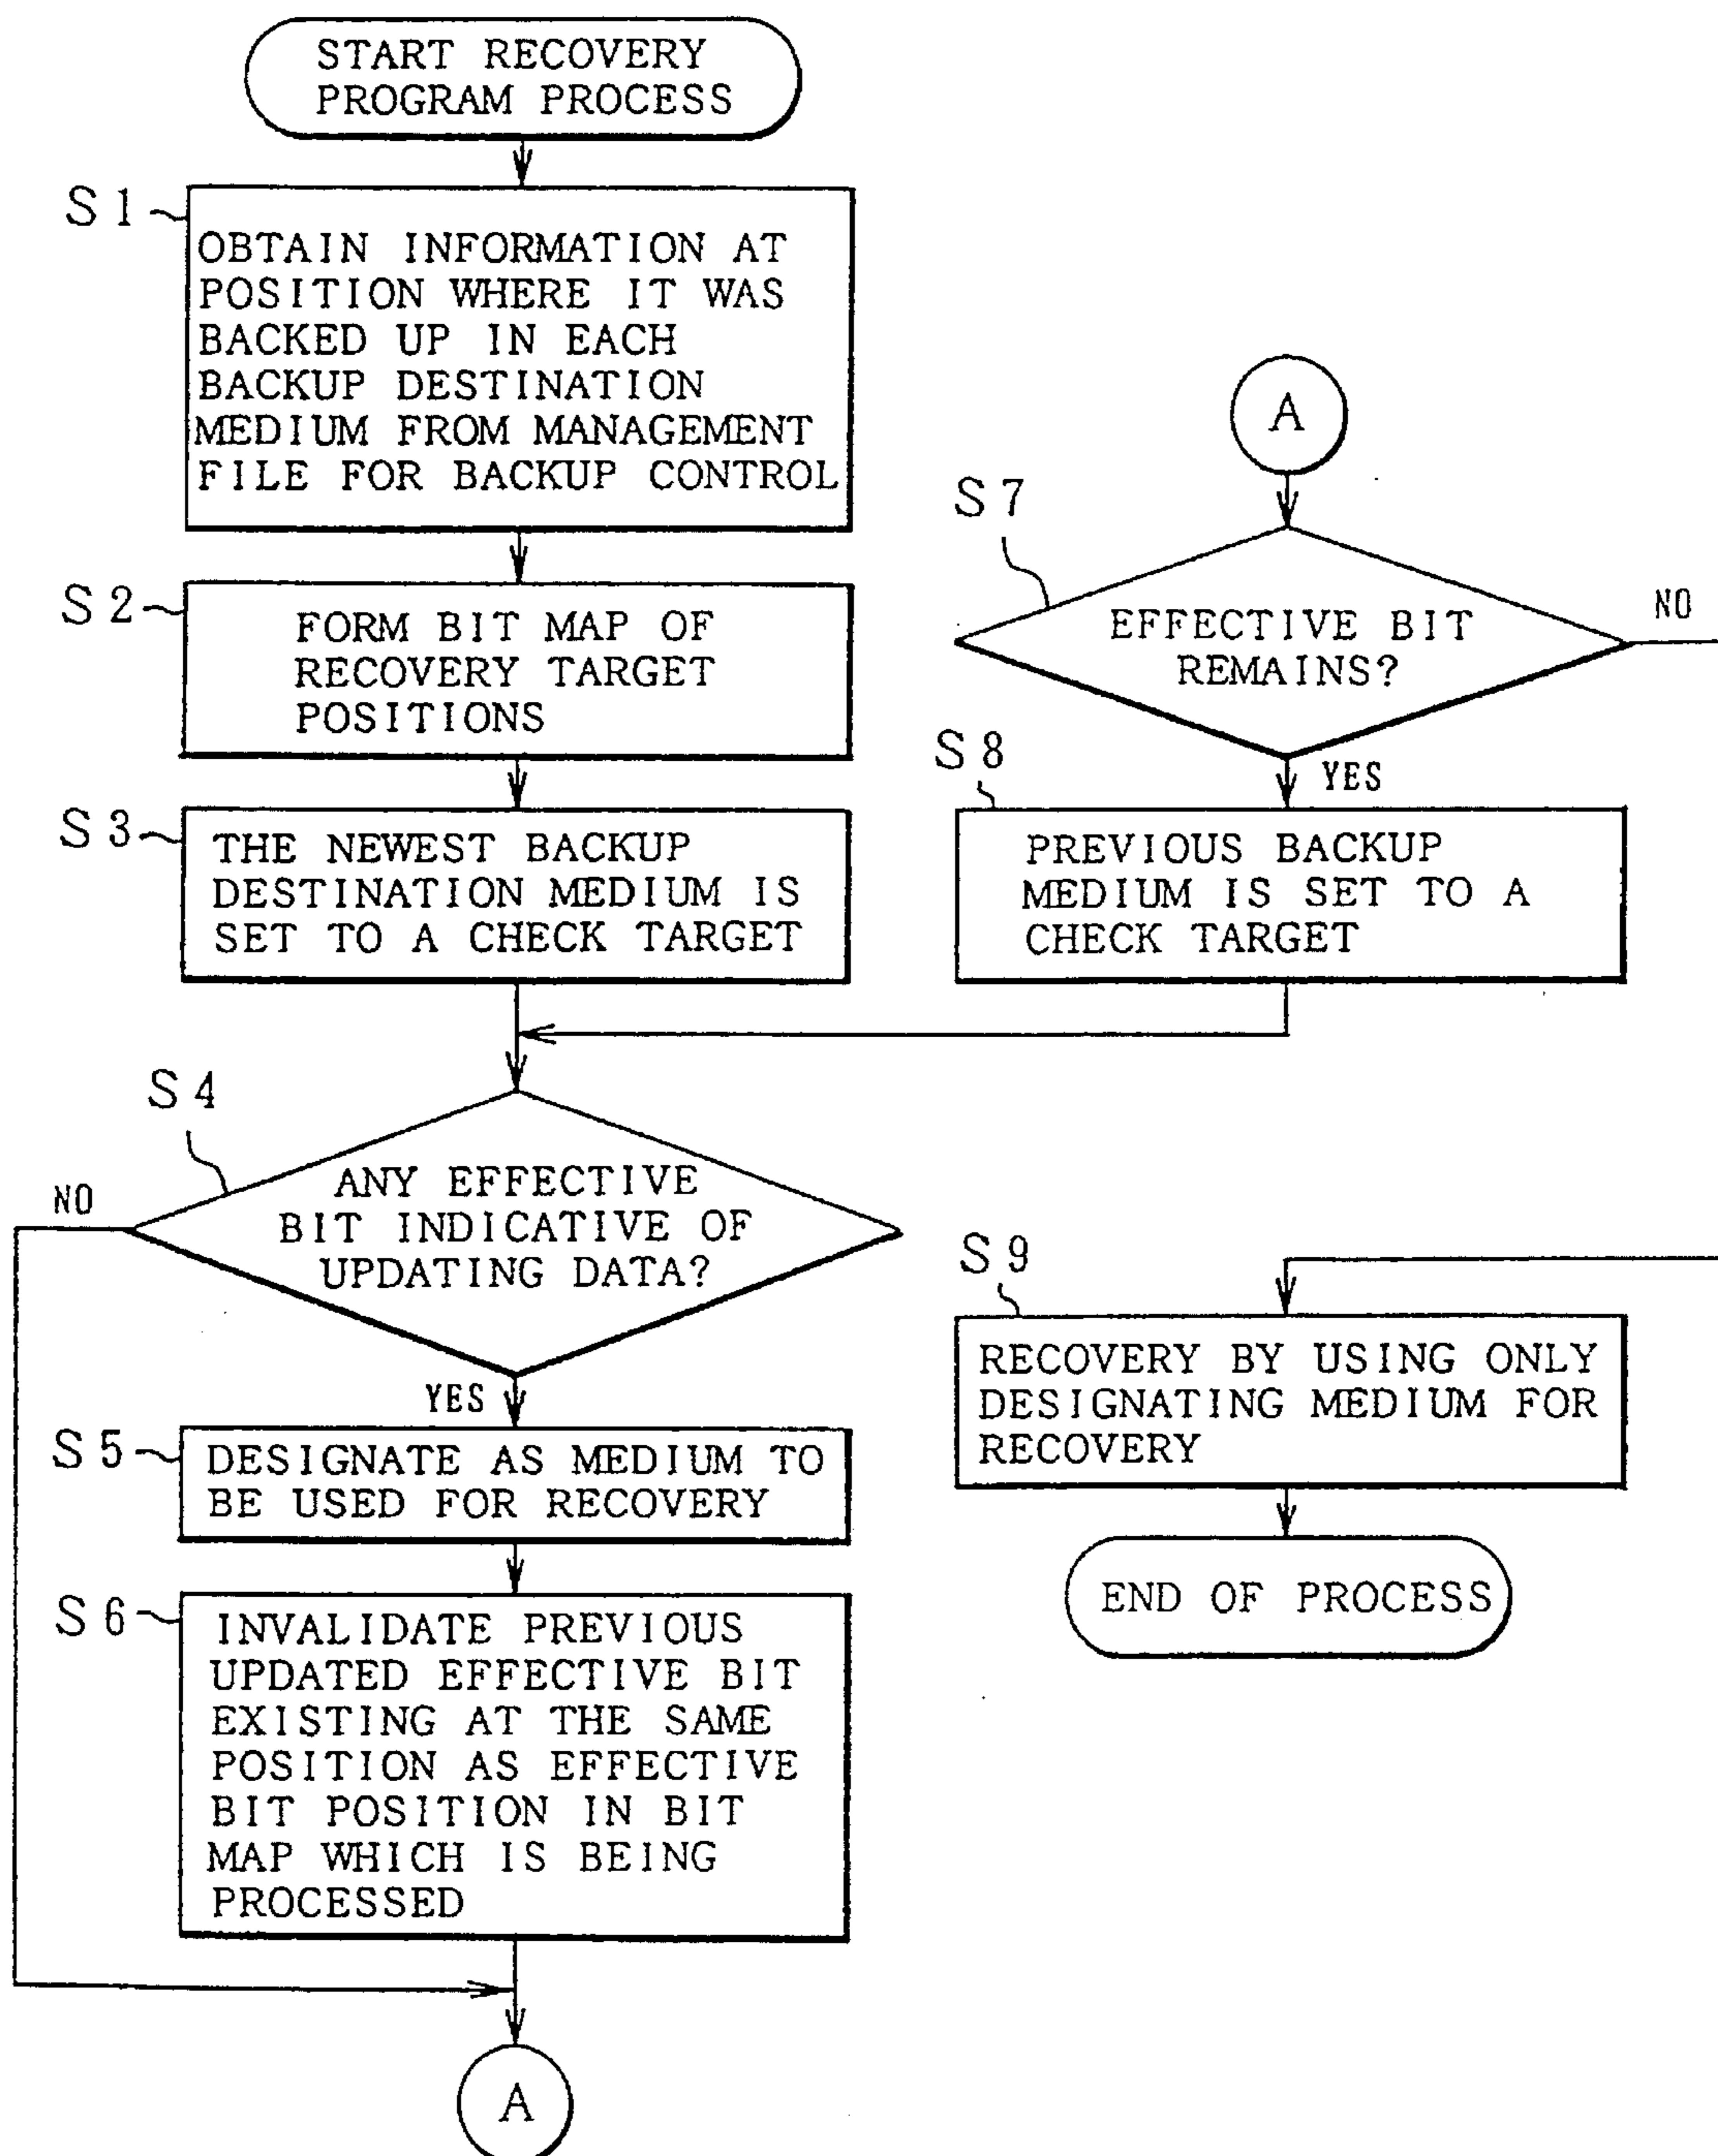 START RECOVERY
PROGRAM PROCESS
S1
OBTAIN INFORMATION AT
POSITION WHERE IT WAS
BACKED UP IN EACH
BACKUP DESTINATION
MEDIUM FROM MANAGEMENT
FILE FOR BACKUP CONTROL
S2
FORM BIT MAP OF
RECOVERY TARGET
POSITIONS
S3
THE NEWEST BACKUP
DESTINATION MEDIUM IS
SET TO A CHECK TARGET
S4
ANY EFFECTIVE
BIT INDICATIVE OF
UPDATING DATA?
NO
YES
S5
DESIGNATE AS MEDIUM TO
BE USED FOR RECOVERY
S6
INVALIDATE PREVIOUS
UPDATED EFFECTIVE BIT
EXISTING AT THE SAME
POSITION AS EFFECTIVE
BIT POSITION IN BIT
MAP WHICH IS BEING
PROCESSED
A
A
S7
EFFECTIVE BIT
REMAINS?
NO
YES
S8
PREVIOUS BACKUP
MEDIUM IS SET TO A
CHECK TARGET
S9
RECOVERY BY USING ONLY
DESIGNATING MEDIUM FOR
RECOVERY
END OF PROCESS